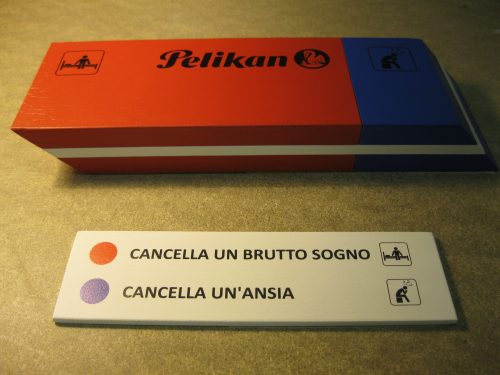 Pelikan
CANCELLA UN BRUTTO SOGNO
CANCELLA UN'ANSIA